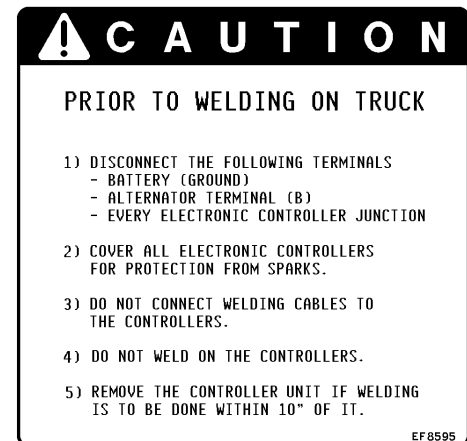 CAUTION
PRIOR TO WELDING ON TRUCK
1) DISCONNECT THE FOLLOWING TERMINALS
- BATTERY (GROUND)
- ALTERNATOR TERMINAL (B)
- EVERY ELECTRONIC CONTROLLER JUNCTION
2) COVER ALL ELECTRONIC CONTROLLERS
FOR PROTECTION FROM SPARKS.
3) DO NOT CONNECT WELDING CABLES TO
THE CONTROLLERS.
4) DO NOT WELD ON THE CONTROLLERS.
5) REMOVE THE CONTROLLER UNIT IF WELDING
IS TO BE DONE WITHIN 10" OF IT.
EF8595